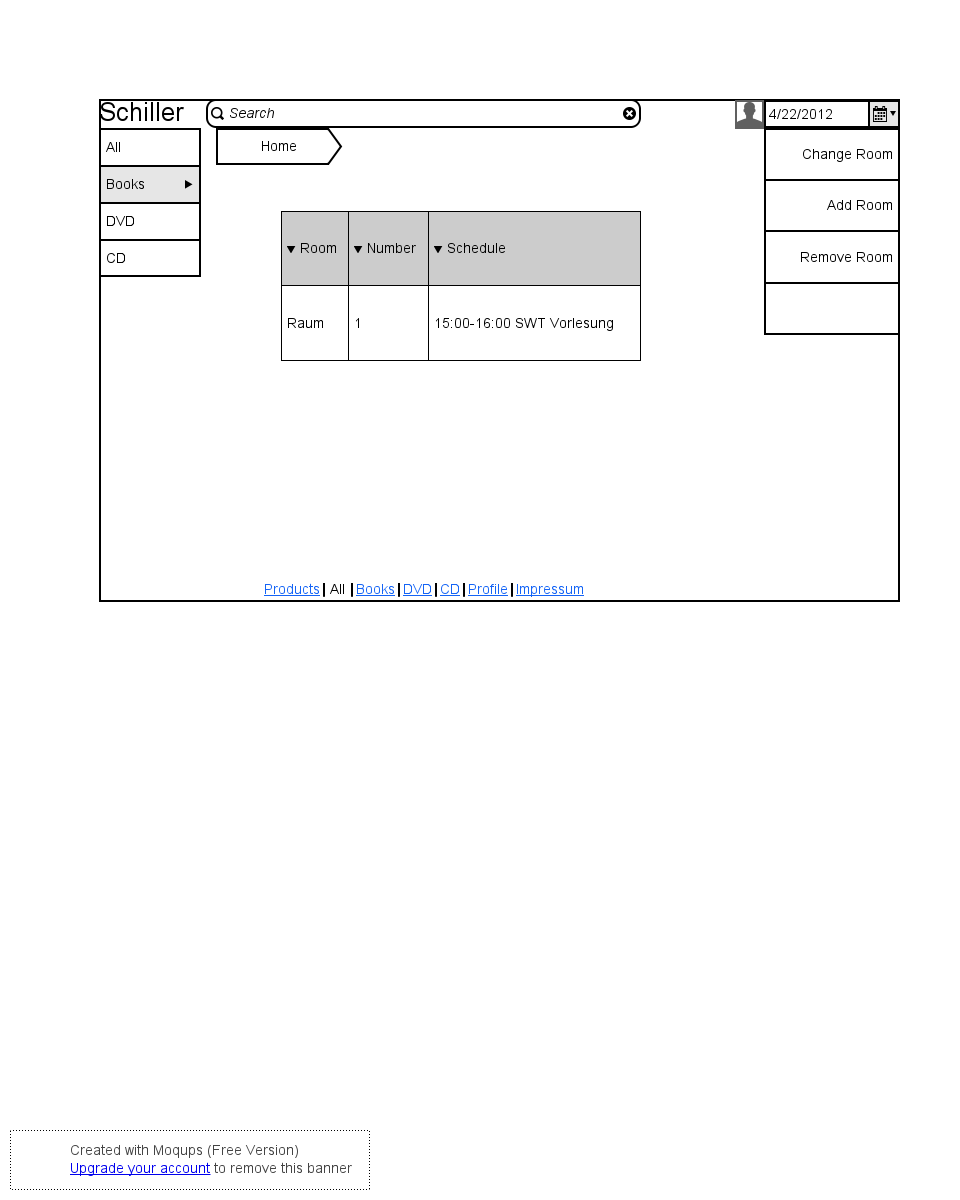 Schiller
Search
4/22/2012
All
Books
DVD
CD
Home
Change Room
Add Room
Remove Room
Room Number Schedule
Raum 1 15:00-16:00 SWT Vorlesung
Products | All | Books | DVD | CD | Profile | Impressum
Created with Moqups (Free Version)
Upgrade your account to remove this banner